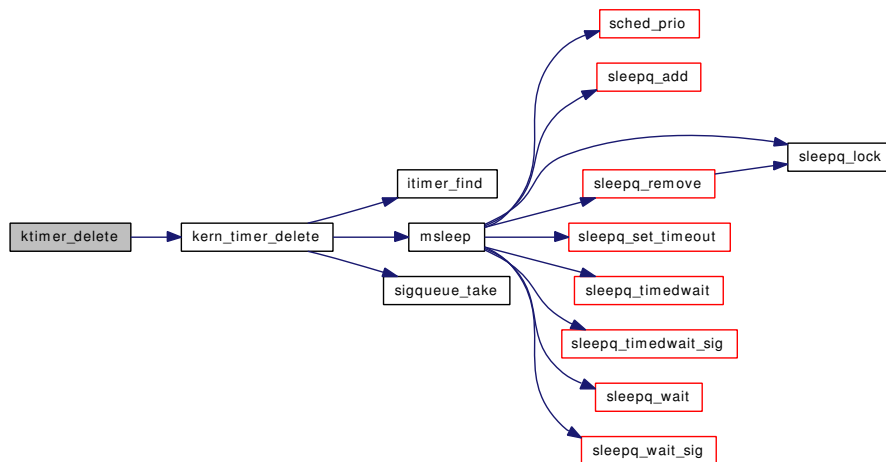 sched_prio
sleepq_add
sleepq_lock
itimer_find
sleepq_remove
ktimer_delete
kern_timer_delete
msleep
sleepq_set_timeout
sigqueue_take
sleepq_timedwait
sleepq_timedwait_sig
sleepq_wait
sleepq_wait_sig